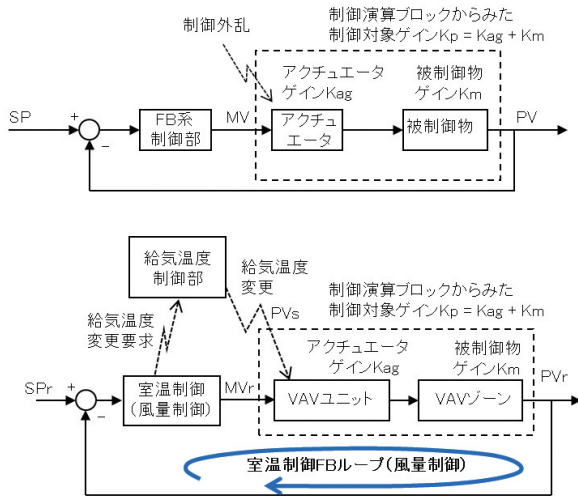 制御演算ブロックからみた
制御対象ゲインKp = Kag + Km
制御外乱
アクチュエータ
ゲインKag
被制御物
ゲインKm
SP
+
−
FB系
制御部
MV
アクチュ
エータ
被制御物
PV
給気温度
制御部
給気温度
変更
PVs
給気温度
変更要求
制御演算ブロックからみた
制御対象ゲインKp = Kag + Km
アクチュエータ
ゲインKag
被制御物
ゲインKm
SPr
+
−
室温制御
(風量制御)
MVr
VAVユニット
VAVゾーン
PVr
室温制御FBループ(風量制御)